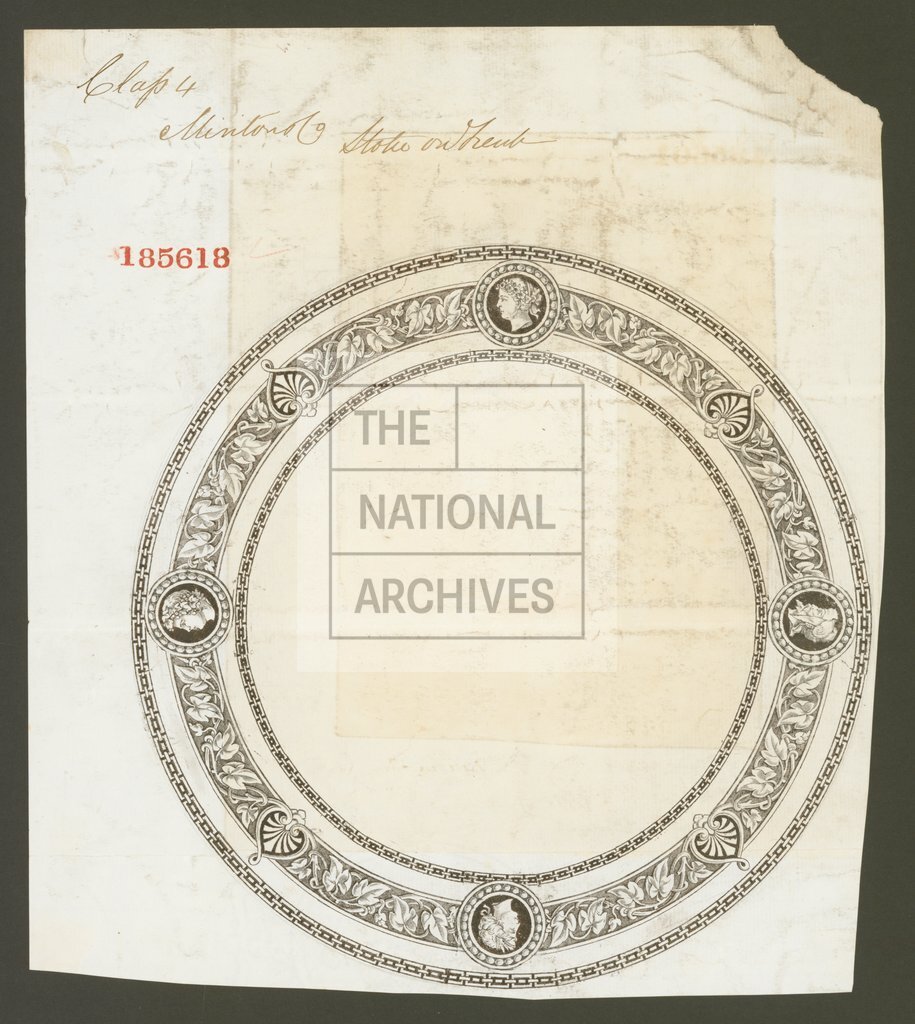 Claſs 4
Minton & Co Stoke on Trent
185618
THE
NATIONAL
ARCHIVES